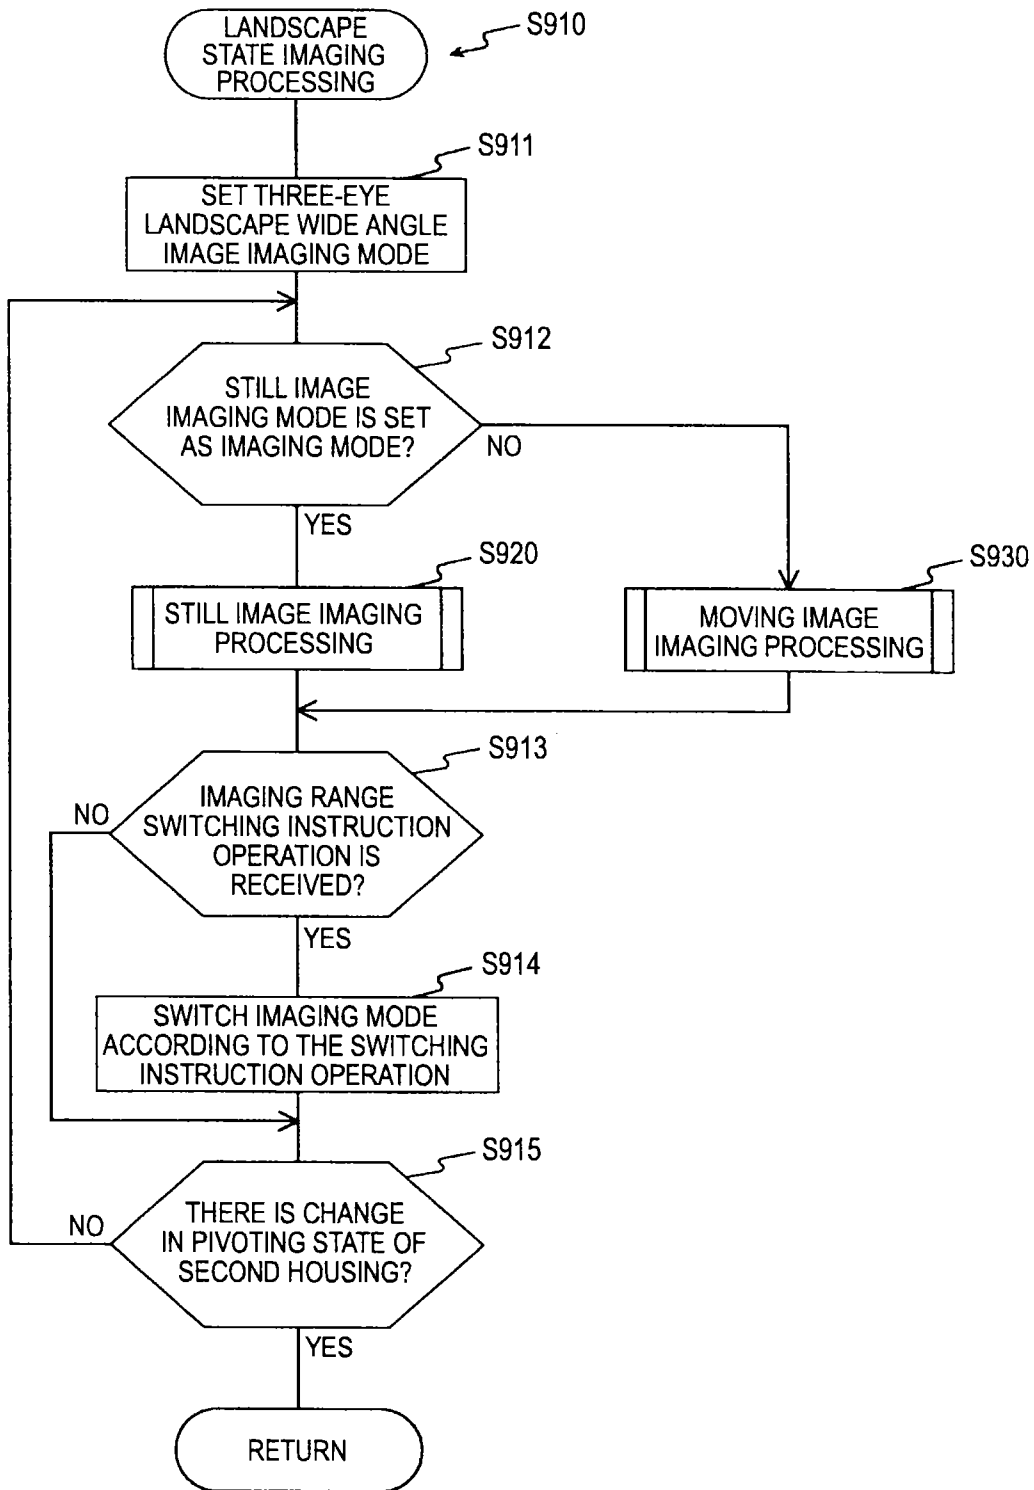 LANDSCAPE
STATE IMAGING
PROCESSING
S910
S911
SET THREE-EYE
LANDSCAPE WIDE ANGLE
IMAGE IMAGING MODE
S912
STILL IMAGE
IMAGING MODE IS SET
AS IMAGING MODE?
NO
YES
S920
STILL IMAGE IMAGING
PROCESSING
S930
MOVING IMAGE
IMAGING PROCESSING
S913
IMAGING RANGE
SWITCHING INSTRUCTION
OPERATION IS
RECEIVED?
NO
YES
S914
SWITCH IMAGING MODE
ACCORDING TO THE SWITCHING
INSTRUCTION OPERATION
S915
THERE IS CHANGE
IN PIVOTING STATE OF
SECOND HOUSING?
NO
YES
RETURN